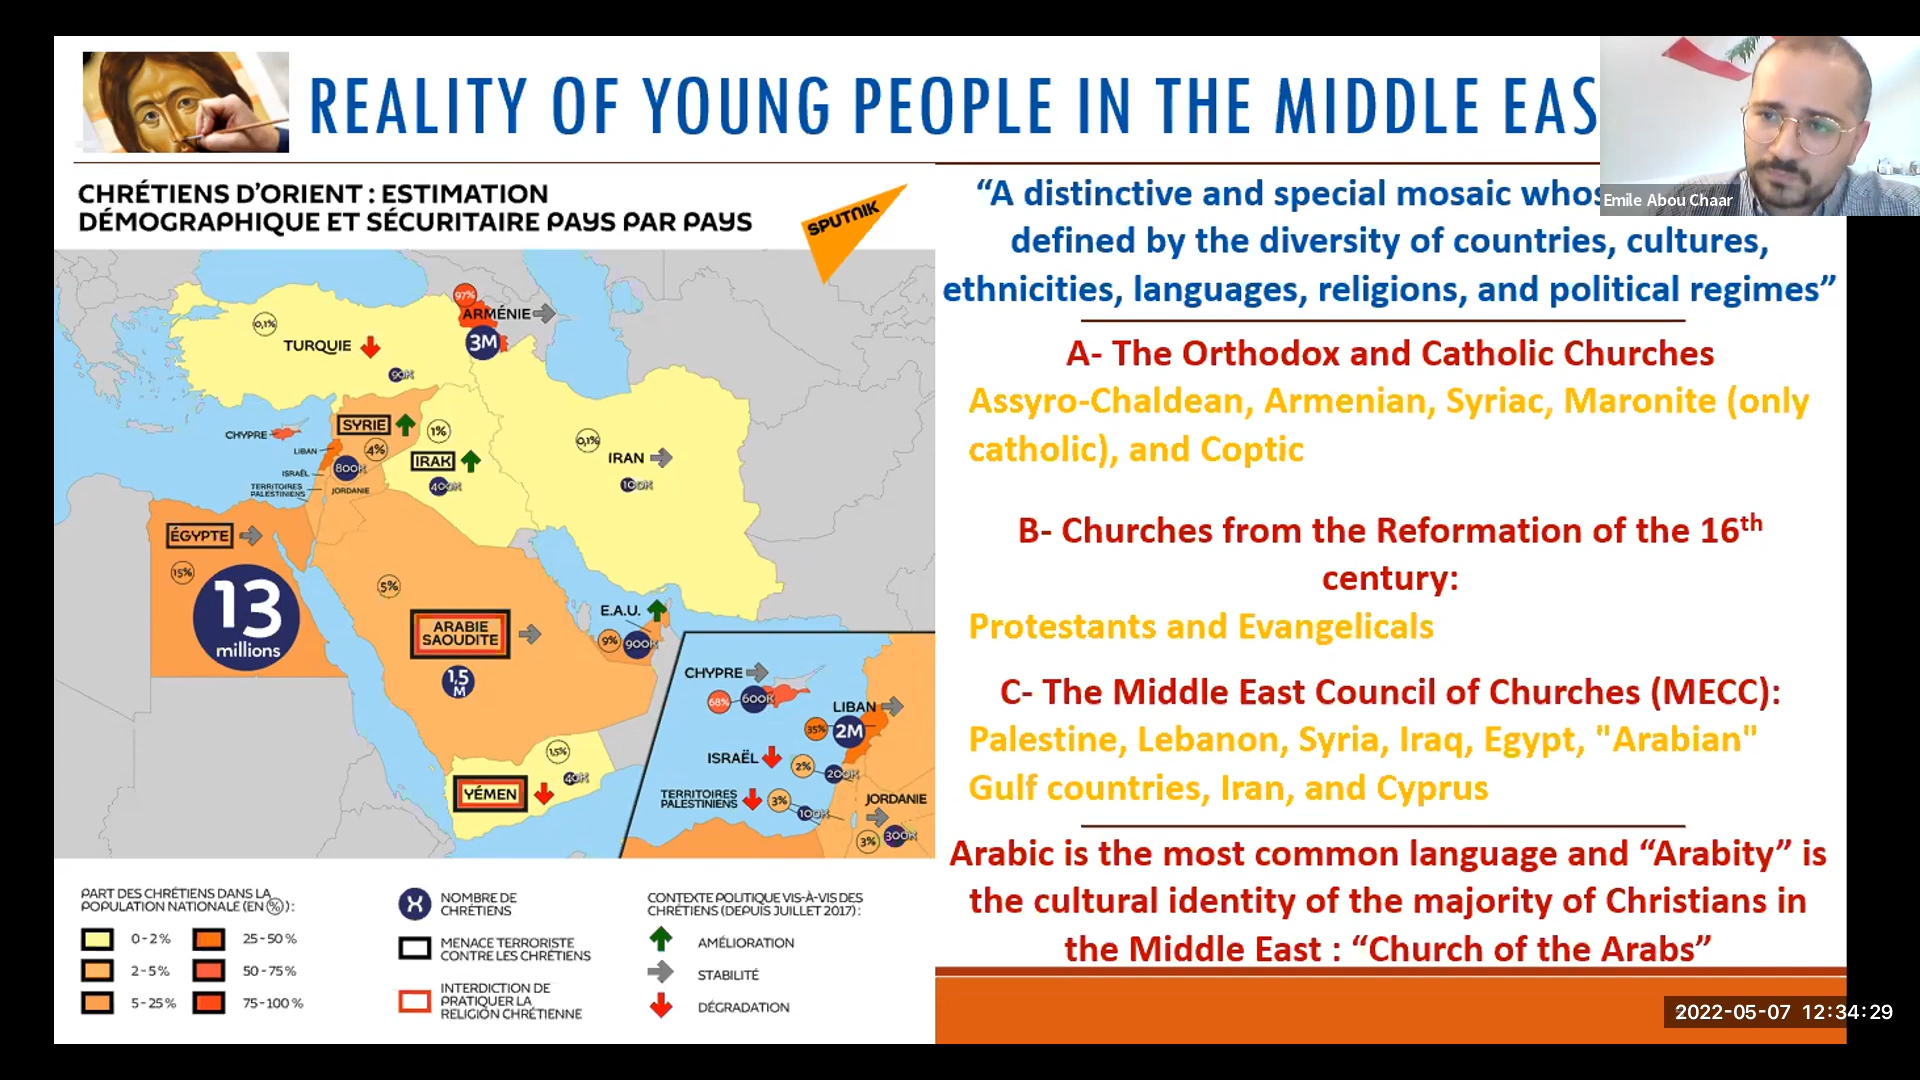 REALITY OF YOUNG PEOPLE IN THE MIDDLE EAS
Emile Abou Chaar
CHRÉTIENS D'ORIENT : ESTIMATION
DÉMOGRAPHIQUE ET SÉCURITAIRE PAYS PAR PAYS
SPUTNIK
97%
ARMÉNIE
3M
0,1%
TURQUIE
90K
SYRIE
4%
800K
CHYPRE
LIBAN
ISRAËL
TERRITOIRES
PALESTINIENS
JORDANIE
1%
IRAK
400K
0,1%
IRAN
100K
ÉGYPTE
15%
13
millions
5%
ARABIE
SAOUDITE
1,5
M
E.A.U.
9%
900K
1,5%
40K
YÉMEN
CHYPRE
68%
600K
LIBAN
35%
2M
ISRAËL
2%
200K
TERRITOIRES
PALESTINIENS
3%
100K
JORDANIE
3%
300K
PART DES CHRÉTIENS DANS LA
POPULATION NATIONALE (EN %) :
0-2 %
2-5 %
5-25 %
25-50 %
50-75 %
75-100 %
X
NOMBRE DE
CHRÉTIENS
MENACE TERRORISTE
CONTRE LES CHRÉTIENS
INTERDICTION DE
PRATIQUER LA
RELIGION CHRÉTIENNE
CONTEXTE POLITIQUE VIS-À-VIS DES
CHRÉTIENS (DEPUIS JUILLET 2017) :
AMÉLIORATION
STABILITÉ
DÉGRADATION
“A distinctive and special mosaic whos
defined by the diversity of countries, cultures,
ethnicities, languages, religions, and political regimes”
A- The Orthodox and Catholic Churches
Assyro-Chaldean, Armenian, Syriac, Maronite (only
catholic), and Coptic
B- Churches from the Reformation of the 16th
century:
Protestants and Evangelicals
C- The Middle East Council of Churches (MECC):
Palestine, Lebanon, Syria, Iraq, Egypt, "Arabian"
Gulf countries, Iran, and Cyprus
Arabic is the most common language and “Arabity” is
the cultural identity of the majority of Christians in
the Middle East : “Church of the Arabs”
2022-05-07 12:34:29